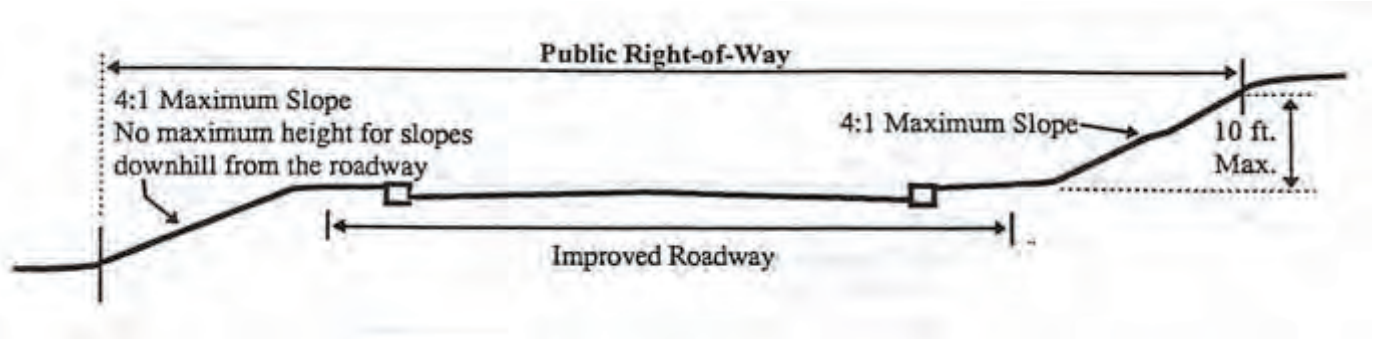 Public Right-of-Way
4:1 Maximum Slope
No maximum height for slopes
downhill from the roadway
4:1 Maximum Slope
10 ft.
Max.
Improved Roadway